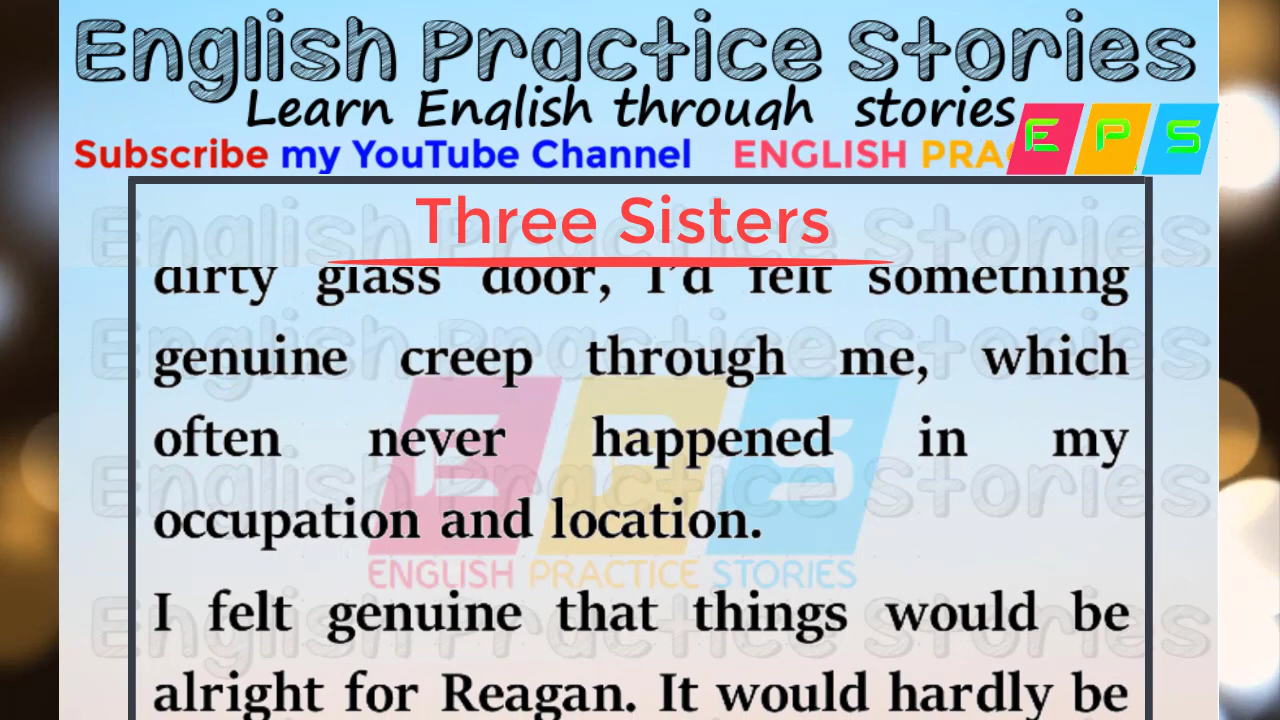 English Practice Stories
Learn English through stories
Subscribe my YouTube Channel ENGLISH
E P S
Three Sisters
dirty glass door, I’d felt something
genuine creep through me, which
often never happened in my
occupation and location.
ENGLISH PRACTICE STORIES
I felt genuine that things would be
alright for Reagan. It would hardly be